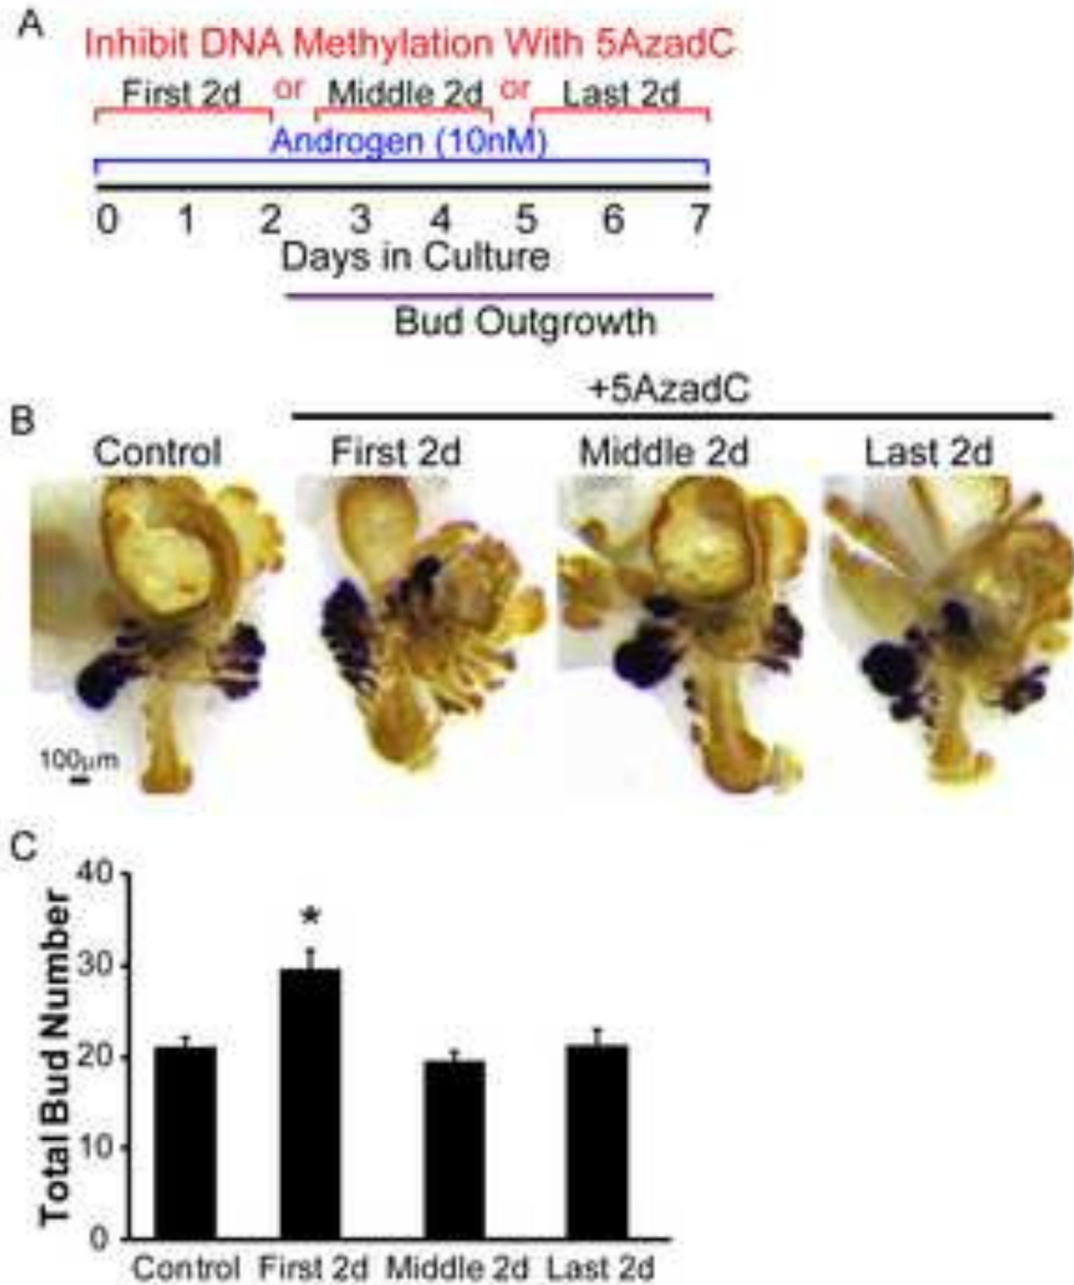 A
Inhibit DNA Methylation With 5AzadC
First 2d or Middle 2d or Last 2d
Androgen (10nM)
0 1 2 3 4 5 6 7
Days in Culture
Bud Outgrowth
+5AzadC
B
Control First 2d Middle 2d Last 2d
100µm
C
Total Bud Number
40
30
20
10
0
*
Control First 2d Middle 2d Last 2d